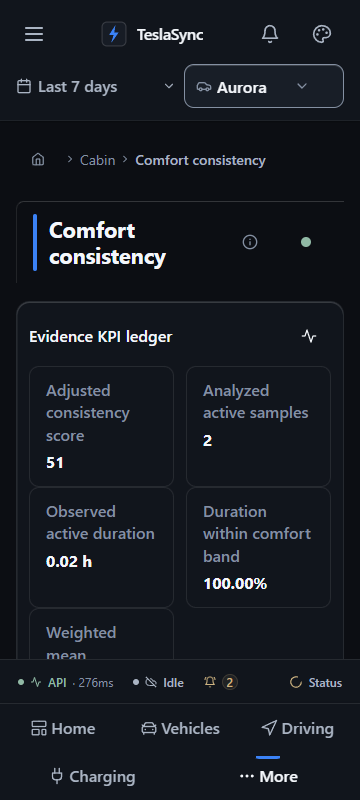 TeslaSync
Last 7 days
Aurora
Cabin
Comfort consistency
Comfort
consistency
Evidence KPI ledger
Adjusted
consistency
score
51
Analyzed
active samples
2
Observed
active duration
0.02 h
Duration
within comfort
band
100.00%
Weighted
mean
API · 276ms
Idle
2
Status
Home
Vehicles
Driving
Charging
More